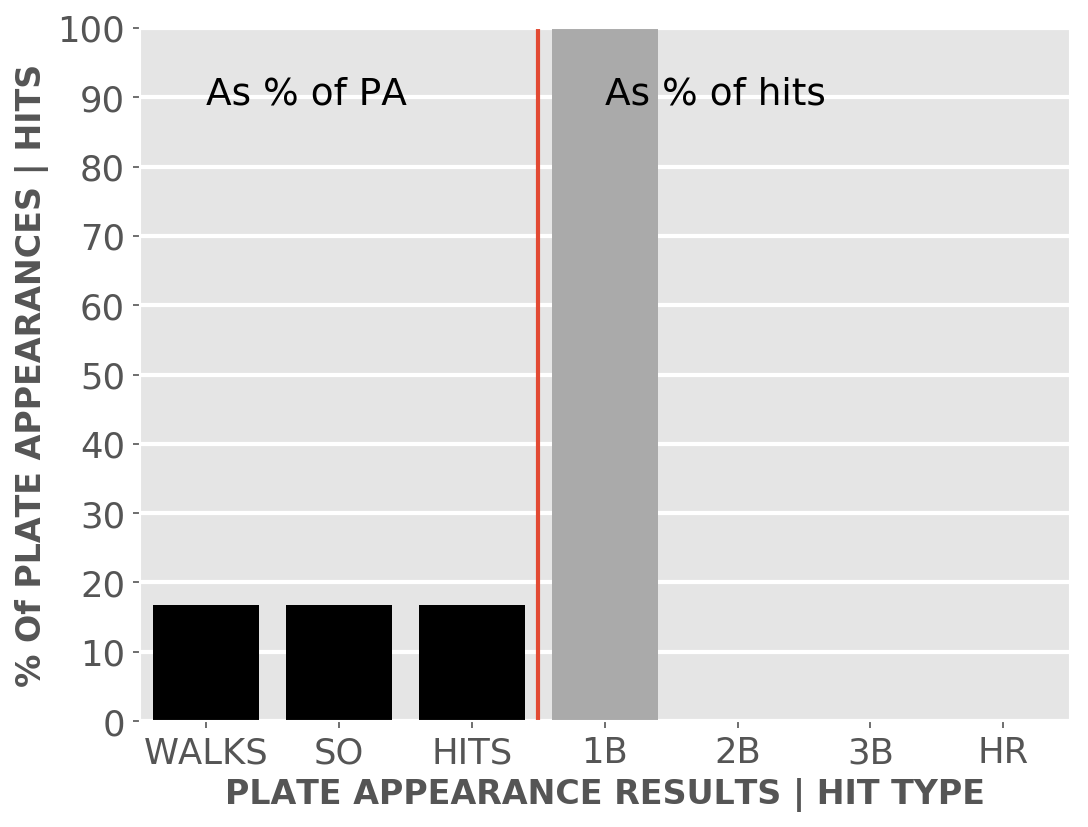 % Of PLATE APPEARANCES | HITS
100
90
80
70
60
50
40
30
20
10
0
As % of PA
As % of hits
WALKS SO HITS 1B 2B 3B HR
PLATE APPEARANCE RESULTS | HIT TYPE